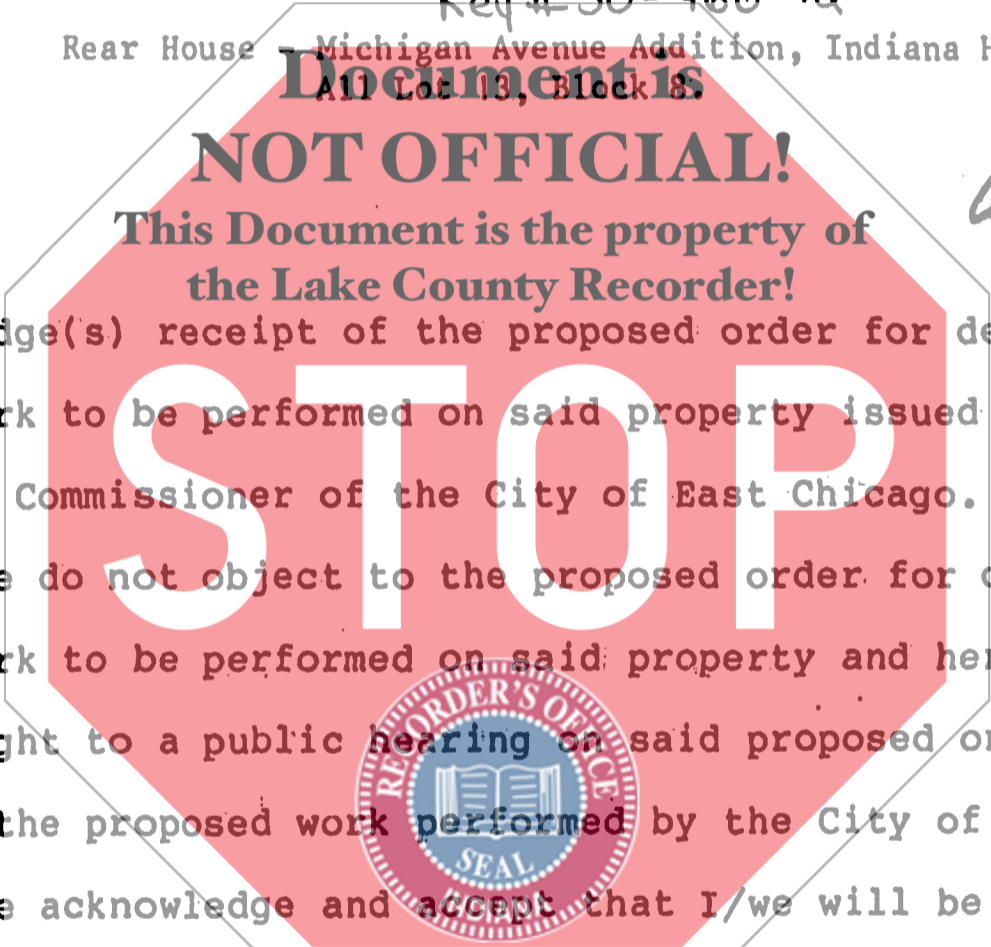 Key #
Rear House - Michigan Avenue Addition, Indiana H
Document is
All Lot 13, Block 8.
NOT OFFICIAL!
This Document is the property of
the Lake County Recorder!
dge(s) receipt of the proposed order for de
rk to be performed on said property issued
Commissioner of the City of East Chicago.
STOP
e do not object to the proposed order for d
rk to be performed on said property and her
RECORDER'S OFFICE
ght to a public hearing on said proposed or
the proposed work performed by the City of
SEAL
e acknowledge and accept that I/we will be